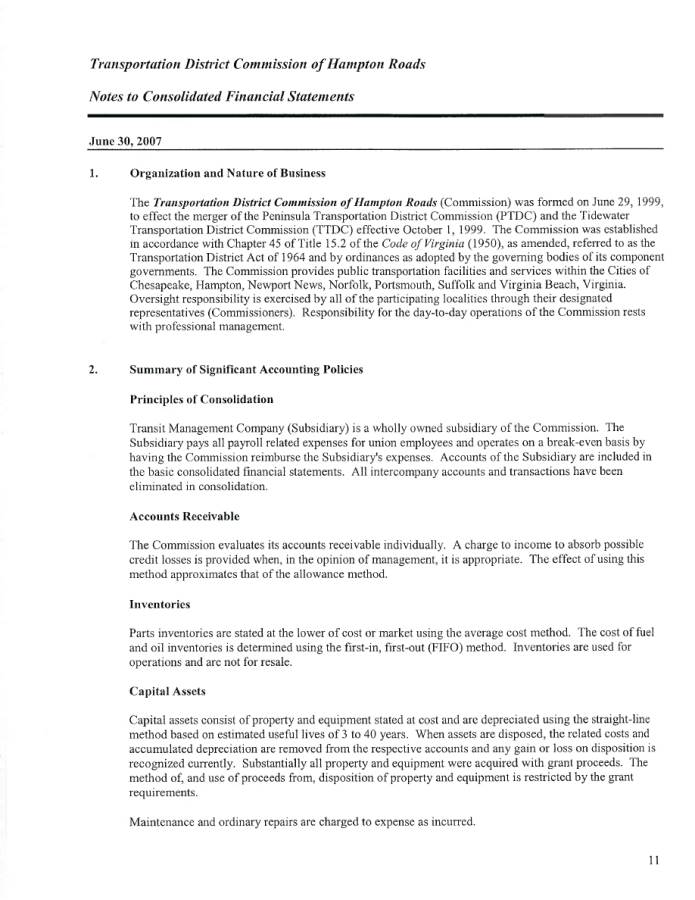 Transportation District Commission of Hampton Roads
Notes to Consolidated Financial Statements
June 30, 2007
1. Organization and Nature of Business
The Transportation District Commission of Hampton Roads (Commission) was formed on June 29, 1999,
to effect the merger of the Peninsula Transportation District Commission (PTDC) and the Tidewater
Transportation District Commission (TTDC) effective October 1, 1999. The Commission was established
in accordance with Chapter 45 of Title 15.2 of the Code of Virginia (1950), as amended, referred to as the
Transportation District Act of 1964 and by ordinances as adopted by the governing bodies of its component
governments. The Commission provides public transportation facilities and services within the Cities of
Chesapeake, Hampton, Newport News, Norfolk, Portsmouth, Suffolk and Virginia Beach, Virginia.
Oversight responsibility is exercised by all of the participating localities through their designated
representatives (Commissioners). Responsibility for the day-to-day operations of the Commission rests
with professional management.
2. Summary of Significant Accounting Policies
Principles of Consolidation
Transit Management Company (Subsidiary) is a wholly owned subsidiary of the Commission. The
Subsidiary pays all payroll related expenses for union employees and operates on a break-even basis by
having the Commission reimburse the Subsidiary's expenses. Accounts of the Subsidiary are included in
the basic consolidated financial statements. All intercompany accounts and transactions have been
eliminated in consolidation.
Accounts Receivable
The Commission evaluates its accounts receivable individually. A charge to income to absorb possible
credit losses is provided when, in the opinion of management, it is appropriate. The effect of using this
method approximates that of the allowance method.
Inventories
Parts inventories are stated at the lower of cost or market using the average cost method. The cost of fuel
and oil inventories is determined using the first-in, first-out (FIFO) method. Inventories are used for
operations and are not for resale.
Capital Assets
Capital assets consist of property and equipment stated at cost and are depreciated using the straight-line
method based on estimated useful lives of 3 to 40 years. When assets are disposed, the related costs and
accumulated depreciation are removed from the respective accounts and any gain or loss on disposition is
recognized currently. Substantially all property and equipment were acquired with grant proceeds. The
method of, and use of proceeds from, disposition of property and equipment is restricted by the grant
requirements.
Maintenance and ordinary repairs are charged to expense as incurred.
11